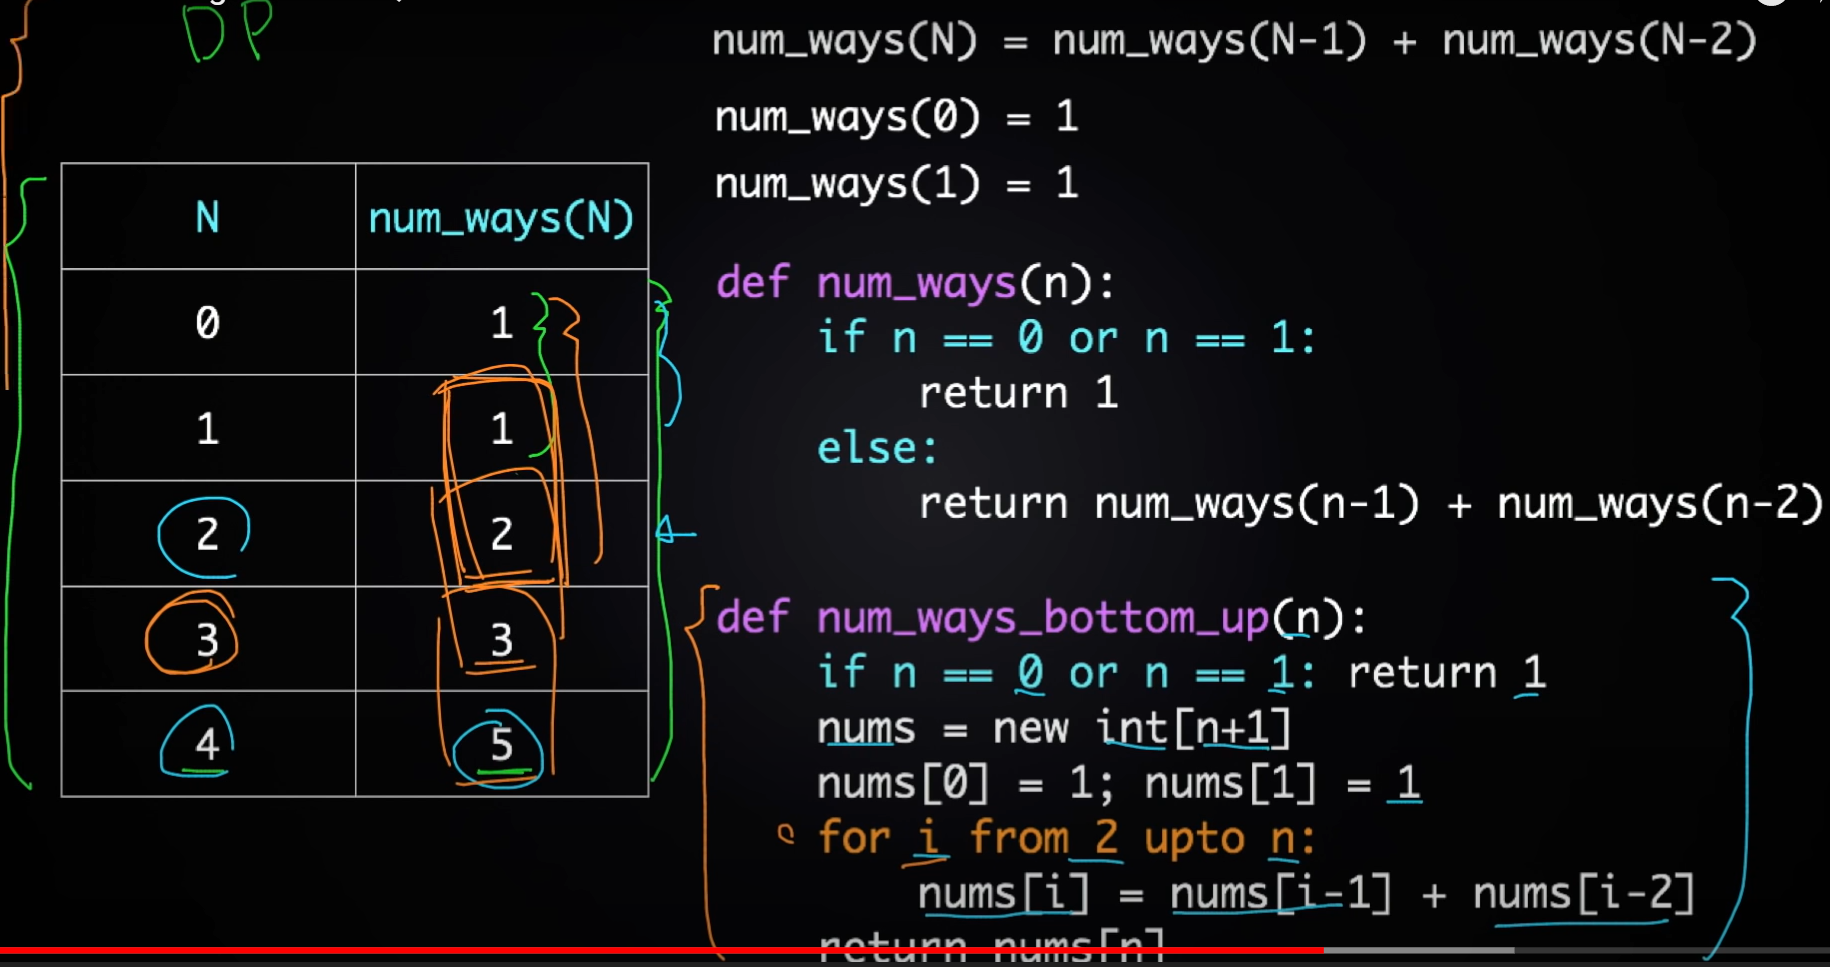 DP
N num_ways(N)
0 1
1 1
2 2
3 3
4 5
num_ways(N) = num_ways(N-1) + num_ways(N-2)
num_ways(0) = 1
num_ways(1) = 1
def num_ways(n):
if n == 0 or n == 1:
return 1
else:
return num_ways(n-1) + num_ways(n-2)
def num_ways_bottom_up(n):
if n == 0 or n == 1: return 1
nums = new int[n+1]
nums[0] = 1; nums[1] = 1
for i from 2 upto n:
nums[i] = nums[i-1] + nums[i-2]
return nums[n]